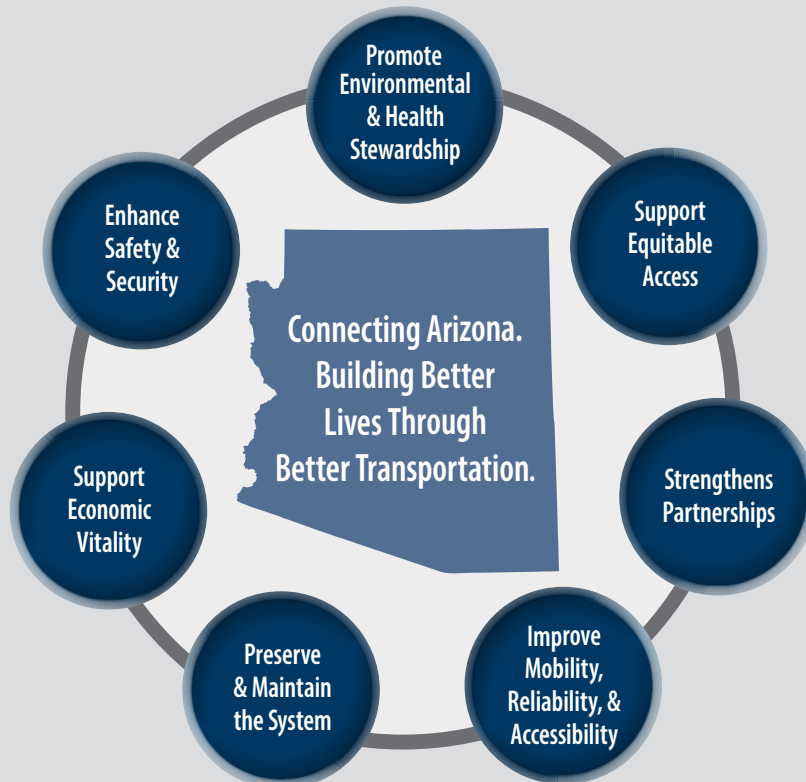 Promote
Environmental
& Health
Stewardship
Support
Equitable
Access
Strengthens
Partnerships
Improve
Mobility,
Reliability, &
Accessibility
Preserve
& Maintain
the System
Support
Economic
Vitality
Enhance
Safety &
Security
Connecting Arizona.
Building Better
Lives Through
Better Transportation.